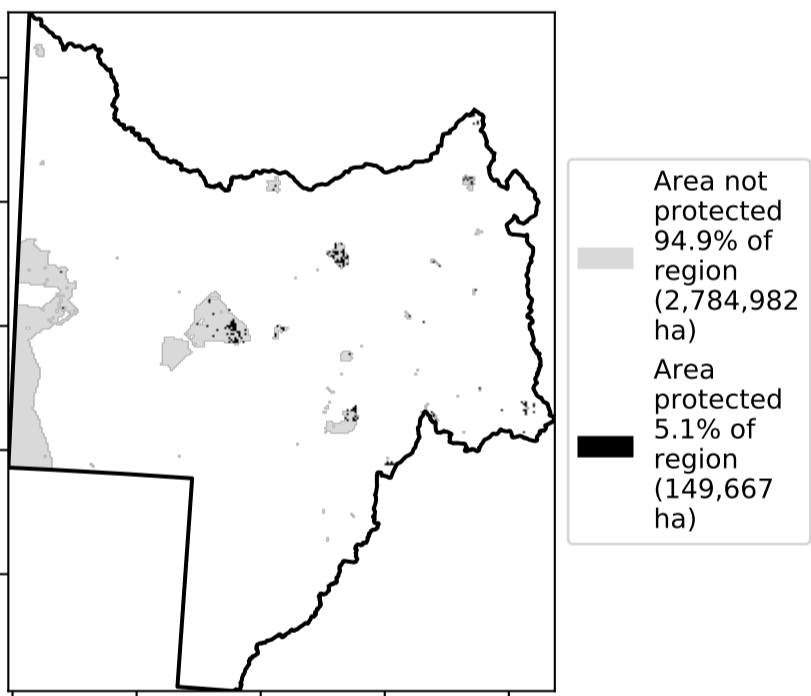 Area not
protected
94.9% of
region
(2,784,982
ha)
Area
protected
5.1% of
region
(149,667
ha)